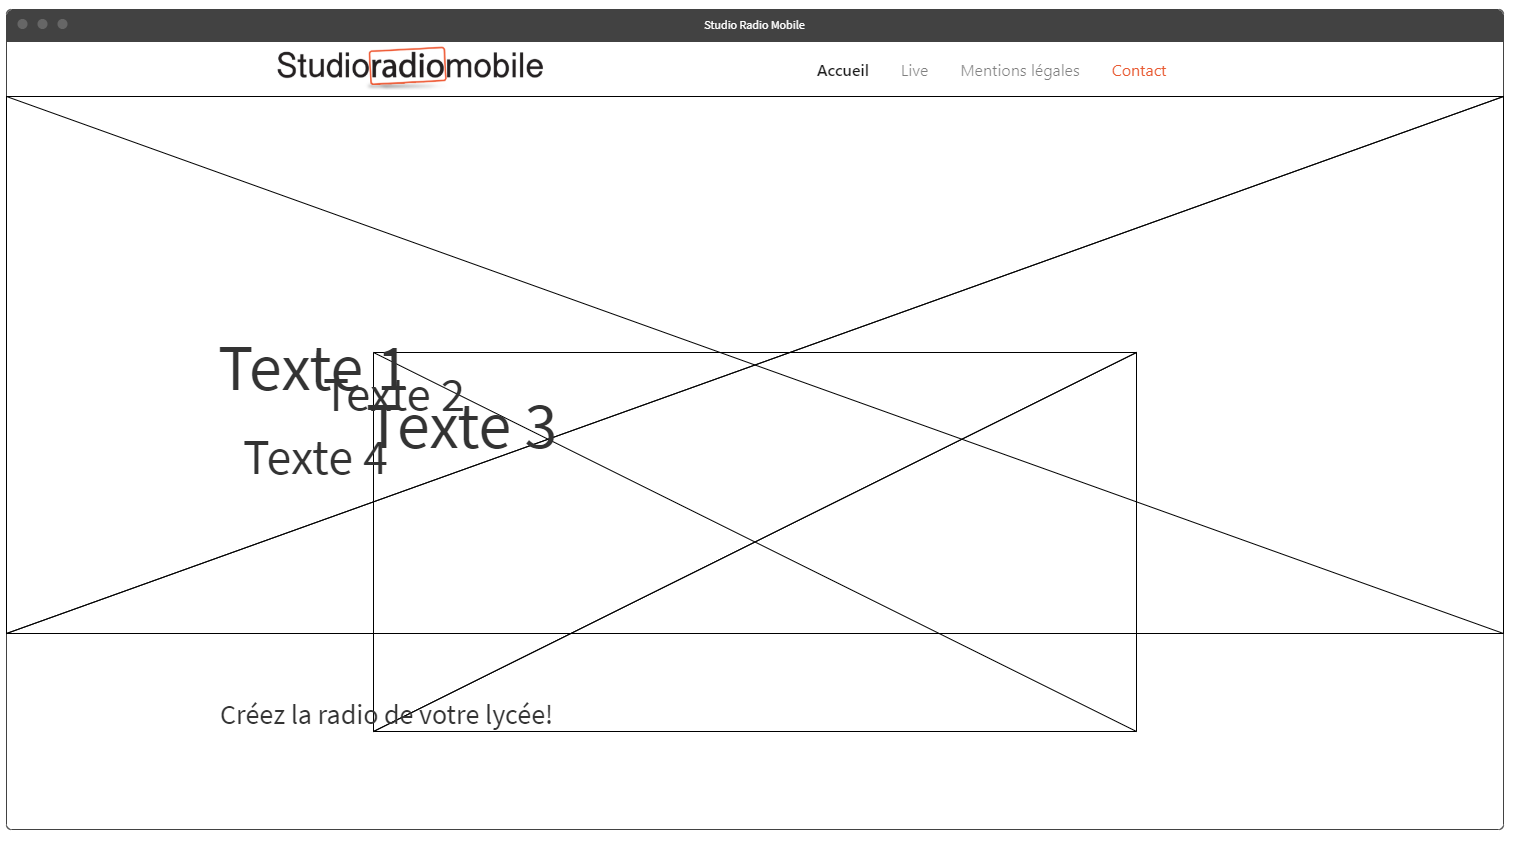 Studio Radio Mobile
Studioradiomobile
Accueil Live Mentions légales Contact
Texte 1
Texte 2
Texte 3
Texte 4
Créez la radio de votre lycée!